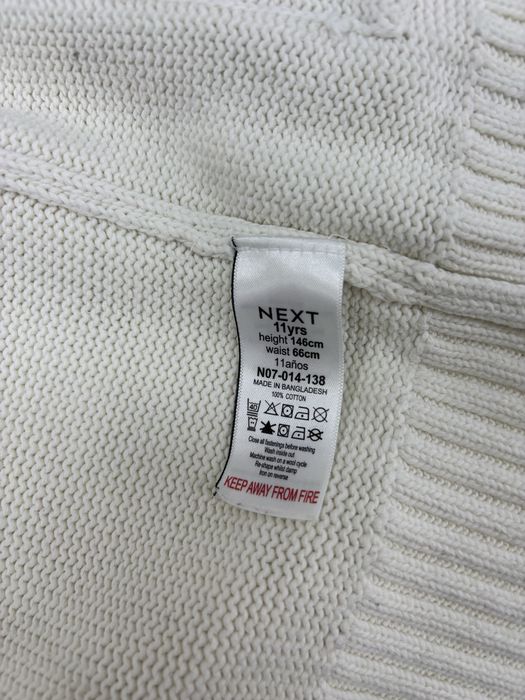 NEXT
11yrs
height 146cm
waist 66cm
11años
N07-014-138
MADE IN BANGLADESH
100% COTTON
40
Close all fastenings before washing
Wash inside out
Machine wash on a wool cycle
Re-shape whilst damp
Iron on reverse
KEEP AWAY FROM FIRE